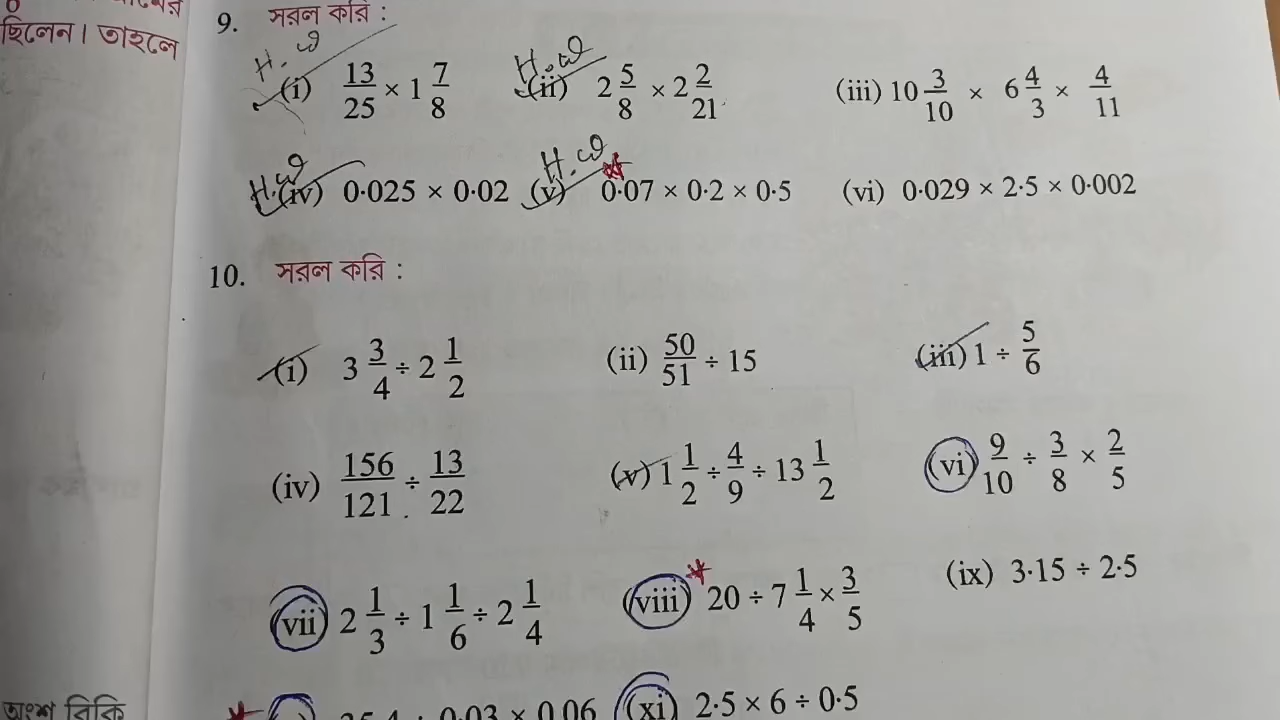 ছিলেন। তাহলে
9. সরল করি :
H.W (i) 13/25 × 1 7/8 H.W (ii) 2 5/8 × 2 2/21 (iii) 10 3/10 × 6 4/3 × 4/11
H.W (iv) 0·025 × 0·02 H.W (v) 0·07 × 0·2 × 0·5 (vi) 0·029 × 2·5 × 0·002
10. সরল করি :
(i) 3 3/4 ÷ 2 1/2 (ii) 50/51 ÷ 15 (iii) 1 ÷ 5/6
(iv) 156/121 ÷ 13/22 (v) 1 1/2 ÷ 4/9 ÷ 13 1/2 (vi) 9/10 ÷ 3/8 × 2/5
(vii) 2 1/3 ÷ 1 1/6 ÷ 2 1/4 (viii) 20 ÷ 7 1/4 × 3/5 (ix) 3·15 ÷ 2·5
0·03 × 0·06 (xi) 2·5 × 6 ÷ 0·5